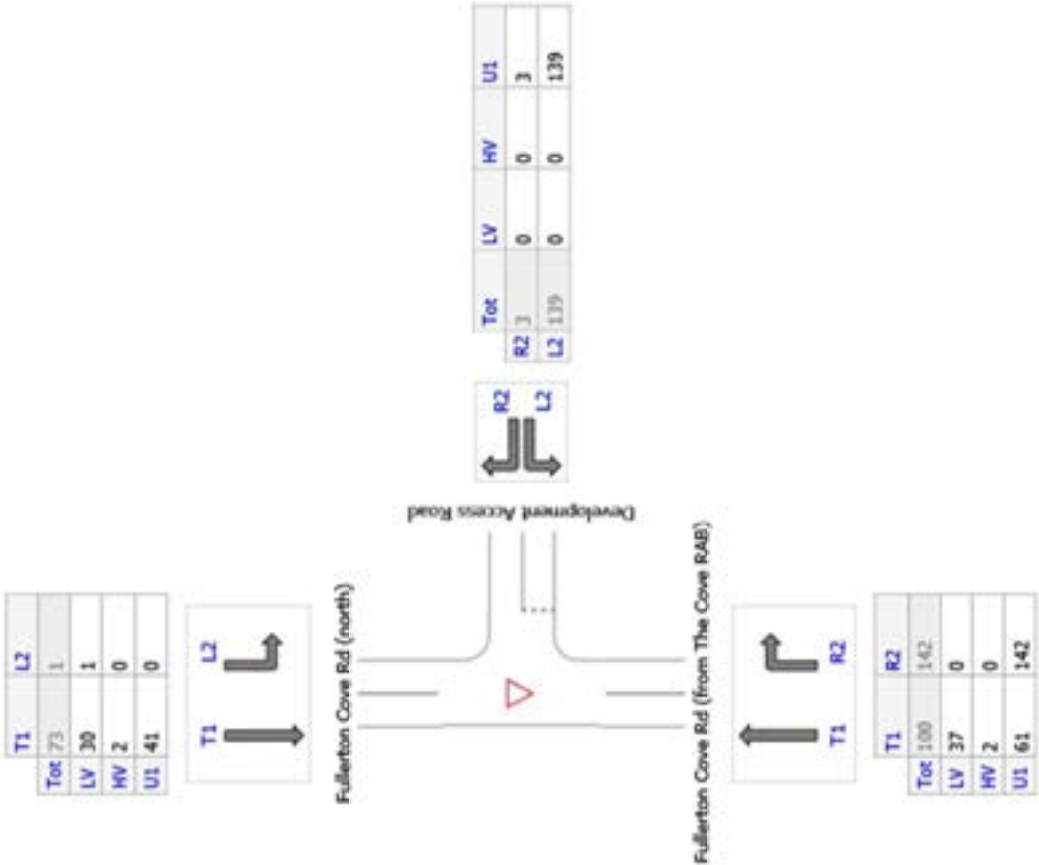 Tot LV HV U1
R2 3 0 0 3
L2 139 0 0 139
R2
L2
Development Access Road
T1 L2
Tot 73 1
LV 30 1
HV 2 0
U1 41 0
T1 L2
Fullerton Cove Rd (north)
Fullerton Cove Rd (from The Cove RAB)
T1 R2
T1 R2
Tot 100 142
LV 37 0
HV 2 0
U1 61 142